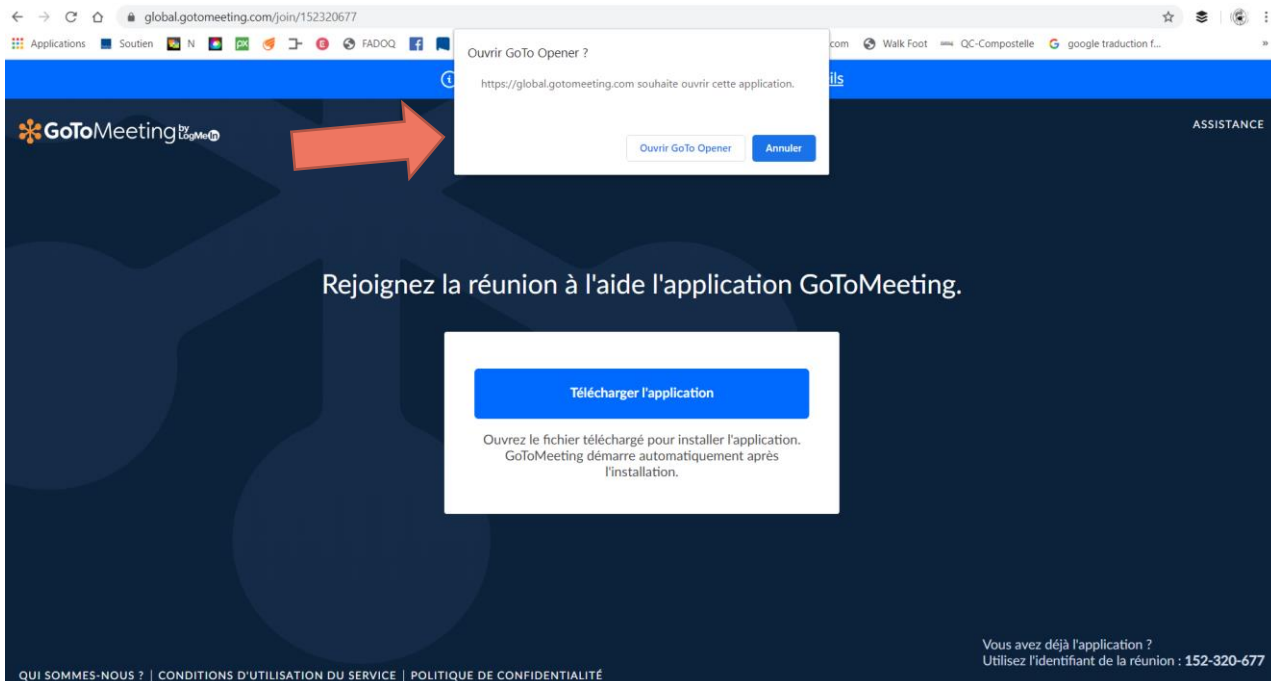 global.gotomeeting.com/join/152320677
Applications Soutien N FADOQ com Walk Foot QC-Compostelle google traduction f...
Ouvrir GoTo Opener ?
https://global.gotomeeting.com souhaite ouvrir cette application.
Ouvrir GoTo Opener Annuler
ils
GoToMeeting by LogMeIn
ASSISTANCE
Rejoignez la réunion à l'aide l'application GoToMeeting.
Télécharger l'application
Ouvrez le fichier téléchargé pour installer l'application.
GoToMeeting démarre automatiquement après
l'installation.
Vous avez déjà l'application ?
Utilisez l'identifiant de la réunion : 152-320-677
QUI SOMMES-NOUS ? | CONDITIONS D'UTILISATION DU SERVICE | POLITIQUE DE CONFIDENTIALITÉ